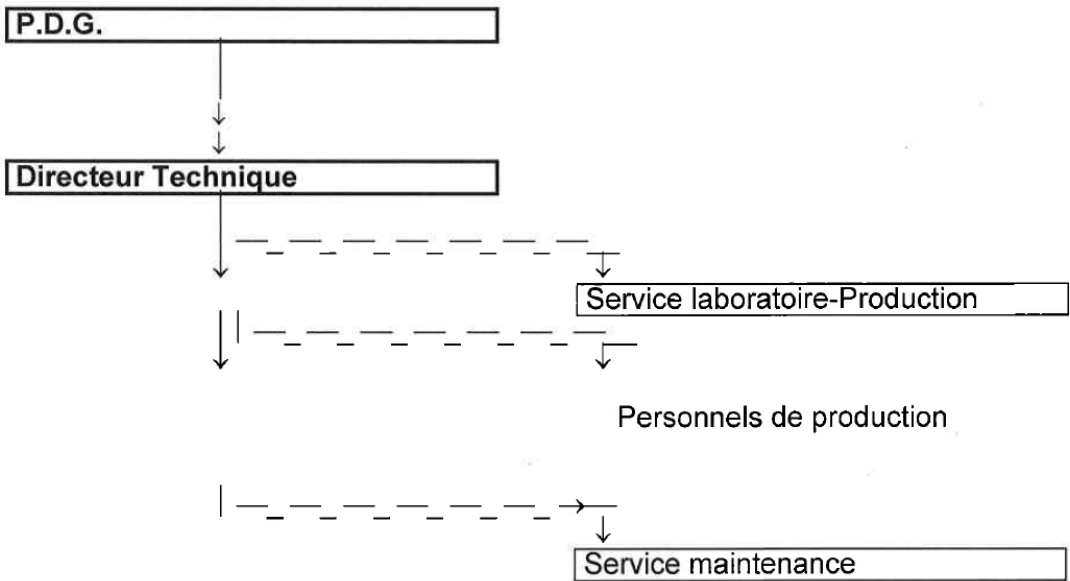 P.D.G.
Directeur Technique
Service laboratoire-Production
Personnels de production
Service maintenance